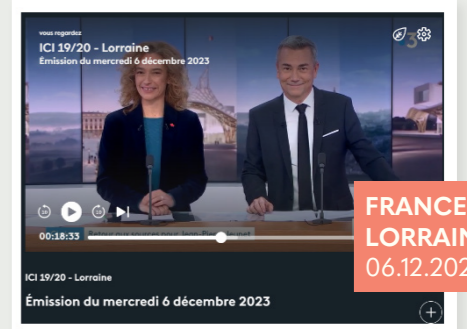 vous regardez
ICI 19/20 - Lorraine
Émission du mercredi 6 décembre 2023
3
00:18:33 Retour aux sources pour Jean-Pierre Jeunet
FRANCE
LORRAIN
06.12.202
ICI 19/20 - Lorraine
Émission du mercredi 6 décembre 2023